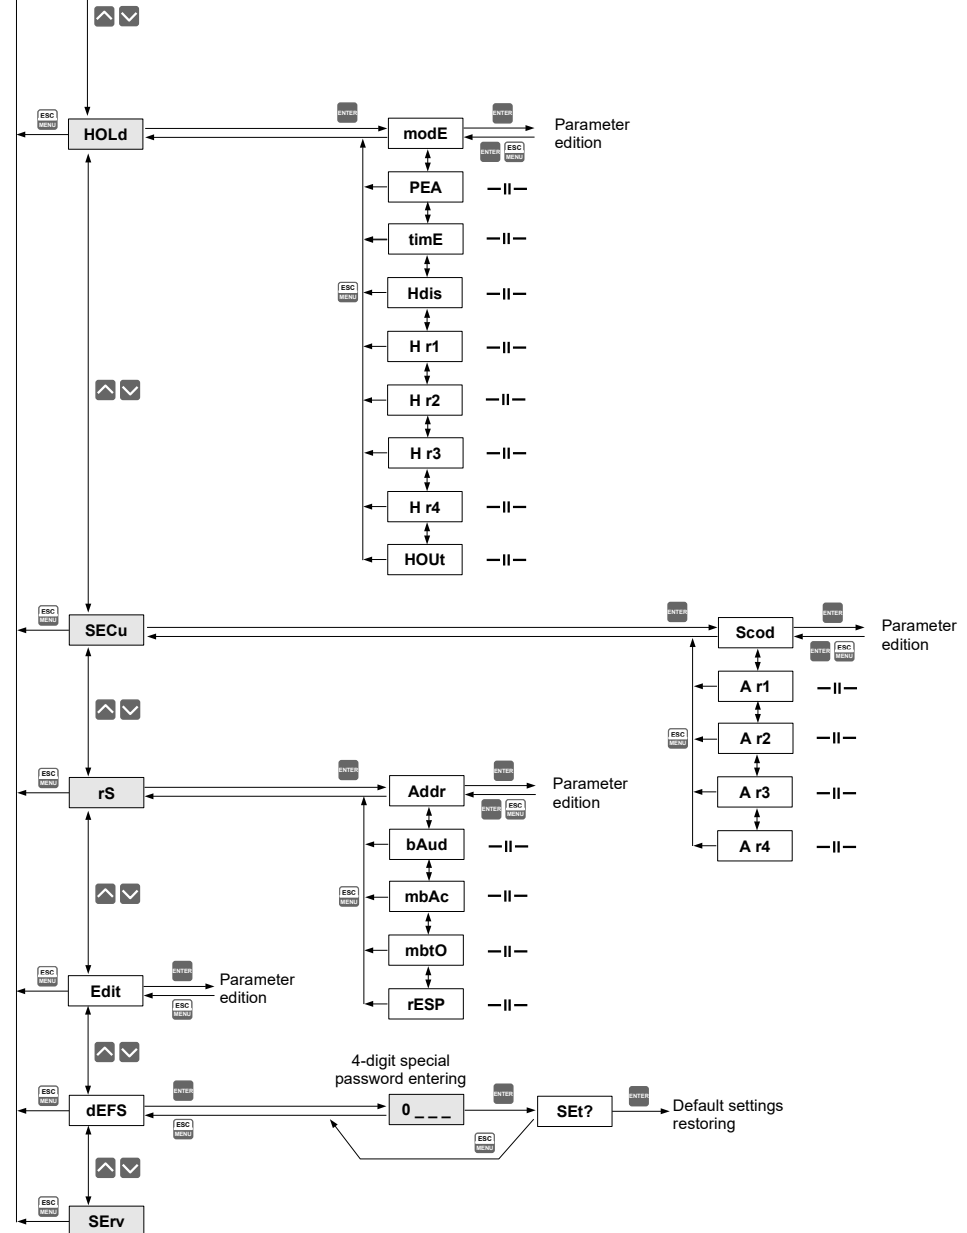 ESC
MENU
HOLd
ENTER
modE
ENTER
ENTER
ESC
MENU
Parameter
edition
PEA
–II–
timE
–II–
ESC
MENU
Hdis
–II–
H r1
–II–
H r2
–II–
H r3
–II–
H r4
–II–
HOUt
–II–
ESC
MENU
SECu
ENTER
Scod
ENTER
ENTER
ESC
MENU
Parameter
edition
A r1
–II–
ESC
MENU
A r2
–II–
A r3
–II–
A r4
–II–
ESC
MENU
rS
ENTER
Addr
ENTER
ENTER
ESC
MENU
Parameter
edition
bAud
–II–
ESC
MENU
mbAc
–II–
mbtO
–II–
rESP
–II–
ESC
MENU
Edit
ENTER
ESC
MENU
Parameter
edition
4-digit special
password entering
ESC
MENU
dEFS
ENTER
ESC
MENU
0 _ _ _
ENTER
ESC
MENU
SEt?
ENTER
Default settings
restoring
ESC
MENU
SErv